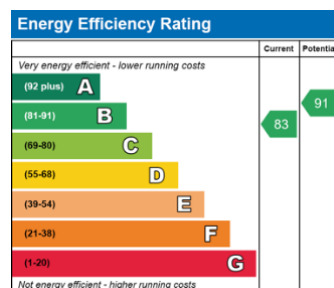 Energy Efficiency Rating
Current Potentia
Very energy efficient - lower running costs
(92 plus) A
(81-91) B
91
83
(69-80) C
(55-68) D
(39-54) E
(21-38) F
(1-20) G
Not energy efficient - higher running costs